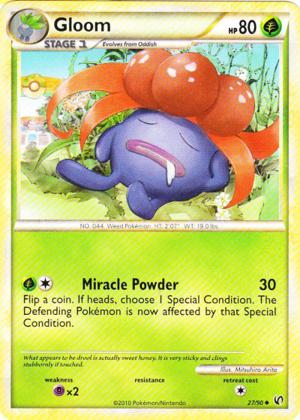 Gloom
HP 80
STAGE 1 Evolves from Oddish
NO. 044 Weed Pokémon HT: 2'07" WT: 19.0 lbs.
Miracle Powder 30
Flip a coin. If heads, choose 1 Special Condition. The
Defending Pokémon is now affected by that Special
Condition.
Illus. Mitsuhiro Arita
What appears to be drool is actually sweet honey. It is very sticky and clings
stubbornly if touched.
weakness resistance retreat cost
×2
©2010 Pokémon/Nintendo 27/90